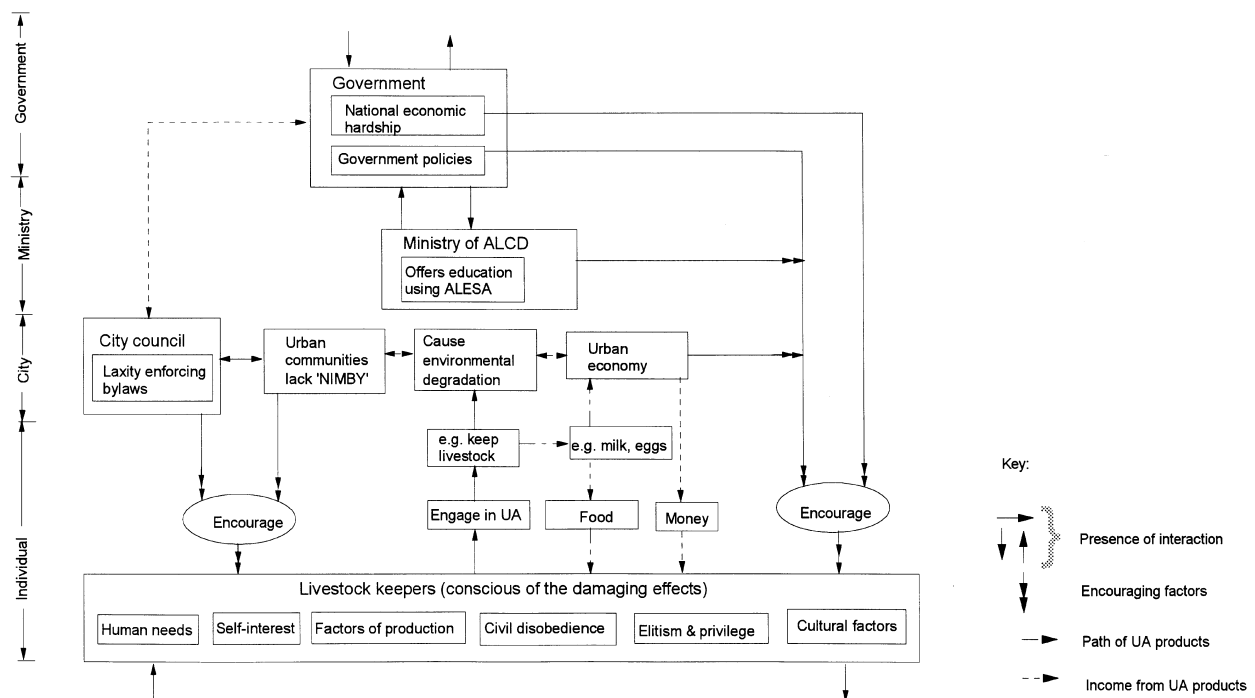 Government
Ministry
City
Individual
Government
National economic
hardship
Government policies
Ministry of ALCD
Offers education
using ALESA
City council
Laxity enforcing
bylaws
Urban
communities
lack 'NIMBY'
Cause
environmental
degradation
Urban
economy
e.g. keep
livestock
e.g. milk, eggs
Engage in UA
Food
Money
Encourage
Encourage
Livestock keepers (conscious of the damaging effects)
Human needs
Self-interest
Factors of production
Civil disobedience
Elitism & privilege
Cultural factors
Key:
Presence of interaction
Encouraging factors
Path of UA products
Income from UA products